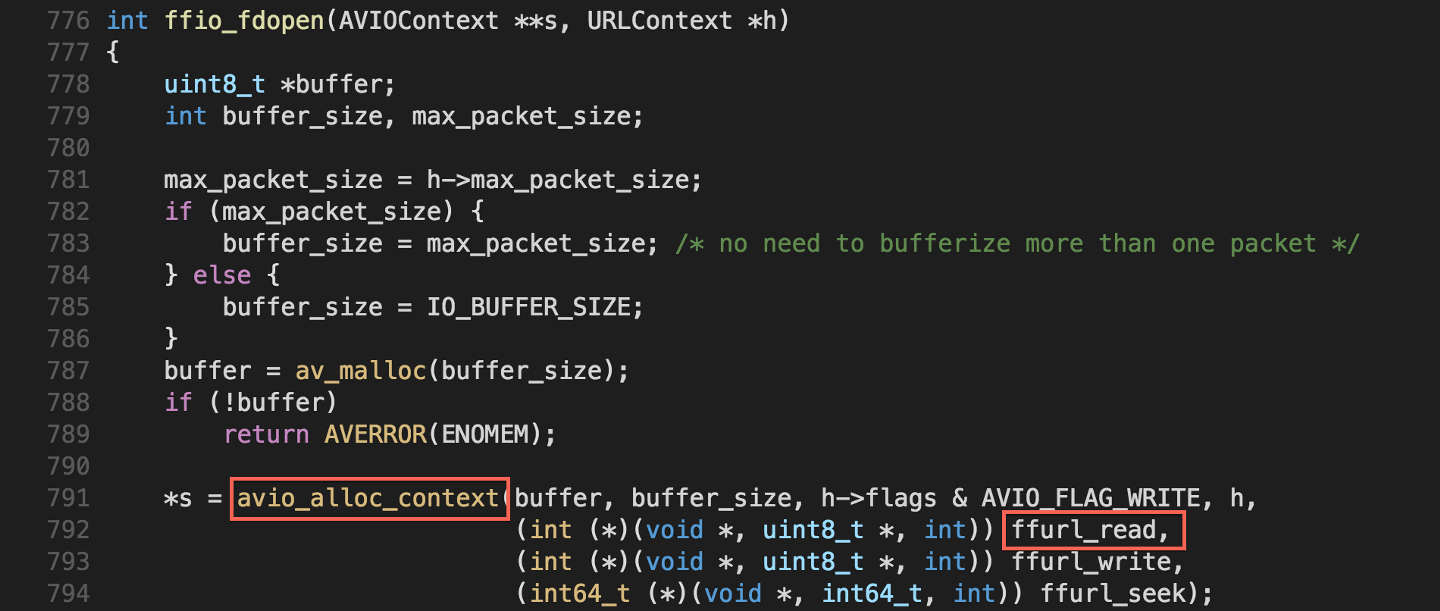 776 int ffio_fdopen(AVIOContext **s, URLContext *h)
777 {
778     uint8_t *buffer;
779     int buffer_size, max_packet_size;
780
781     max_packet_size = h->max_packet_size;
782     if (max_packet_size) {
783         buffer_size = max_packet_size; /* no need to bufferize more than one packet */
784     } else {
785         buffer_size = IO_BUFFER_SIZE;
786     }
787     buffer = av_malloc(buffer_size);
788     if (!buffer)
789         return AVERROR(ENOMEM);
790
791     *s = avio_alloc_context(buffer, buffer_size, h->flags & AVIO_FLAG_WRITE, h,
792                             (int (*)(void *, uint8_t *, int)) ffurl_read,
793                             (int (*)(void *, uint8_t *, int)) ffurl_write,
794                             (int64_t (*)(void *, int64_t, int)) ffurl_seek);